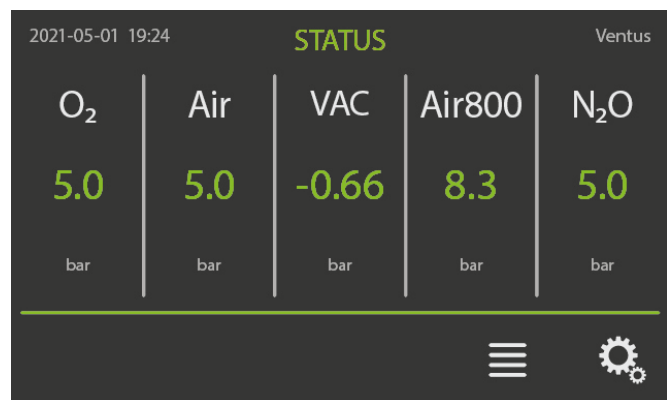 2021-05-01 19:24 STATUS Ventus
O₂ Air VAC Air800 N₂O
5.0 5.0 -0.66 8.3 5.0
bar bar bar bar bar